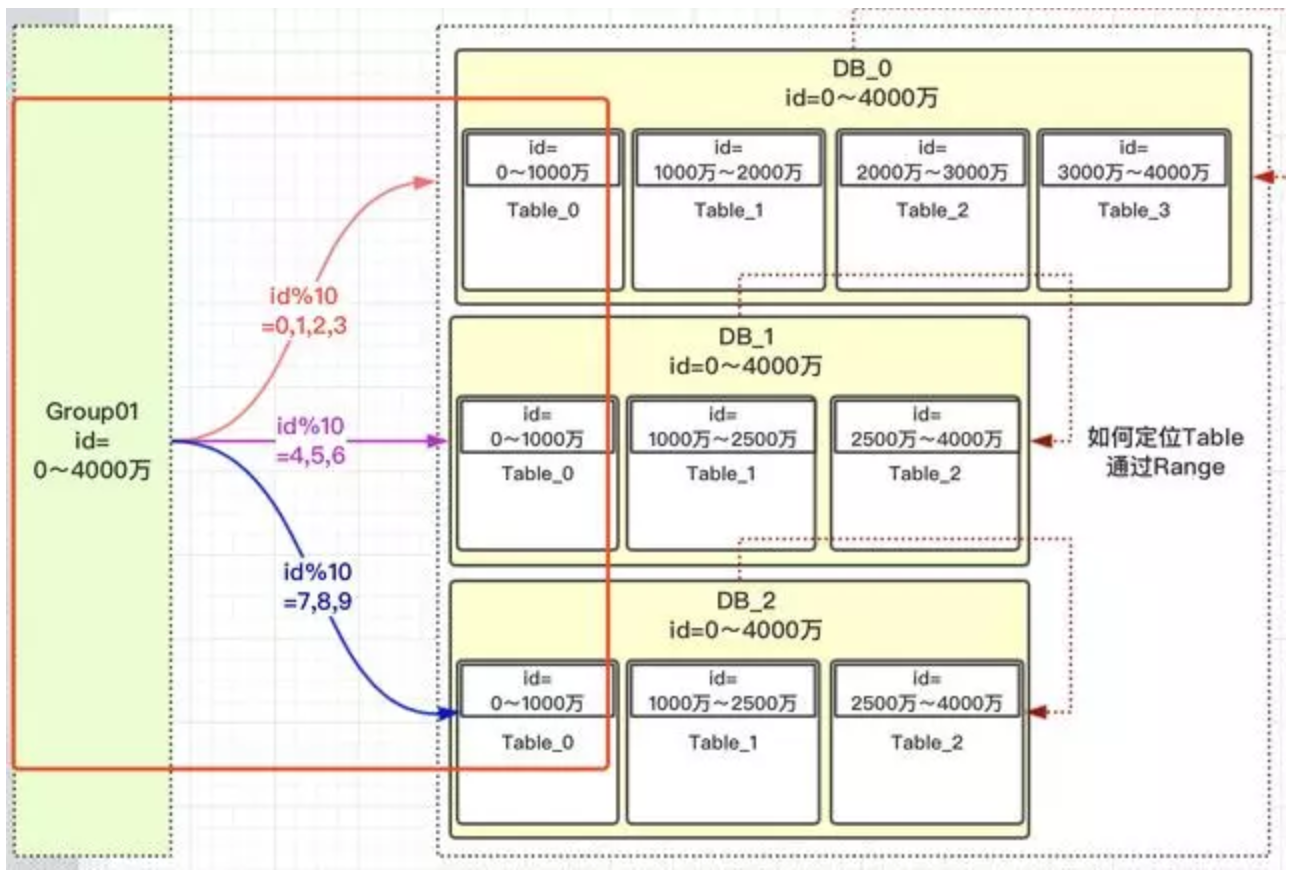 Group01
id=
0～4000万
id%10
=0,1,2,3
id%10
=4,5,6
id%10
=7,8,9
DB_0
id=0～4000万
id=
0～1000万
Table_0
id=
1000万～2000万
Table_1
id=
2000万～3000万
Table_2
id=
3000万～4000万
Table_3
DB_1
id=0～4000万
id=
0～1000万
Table_0
id=
1000万～2500万
Table_1
id=
2500万～4000万
Table_2
如何定位Table
通过Range
DB_2
id=0～4000万
id=
0～1000万
Table_0
id=
1000万～2500万
Table_1
id=
2500万～4000万
Table_2